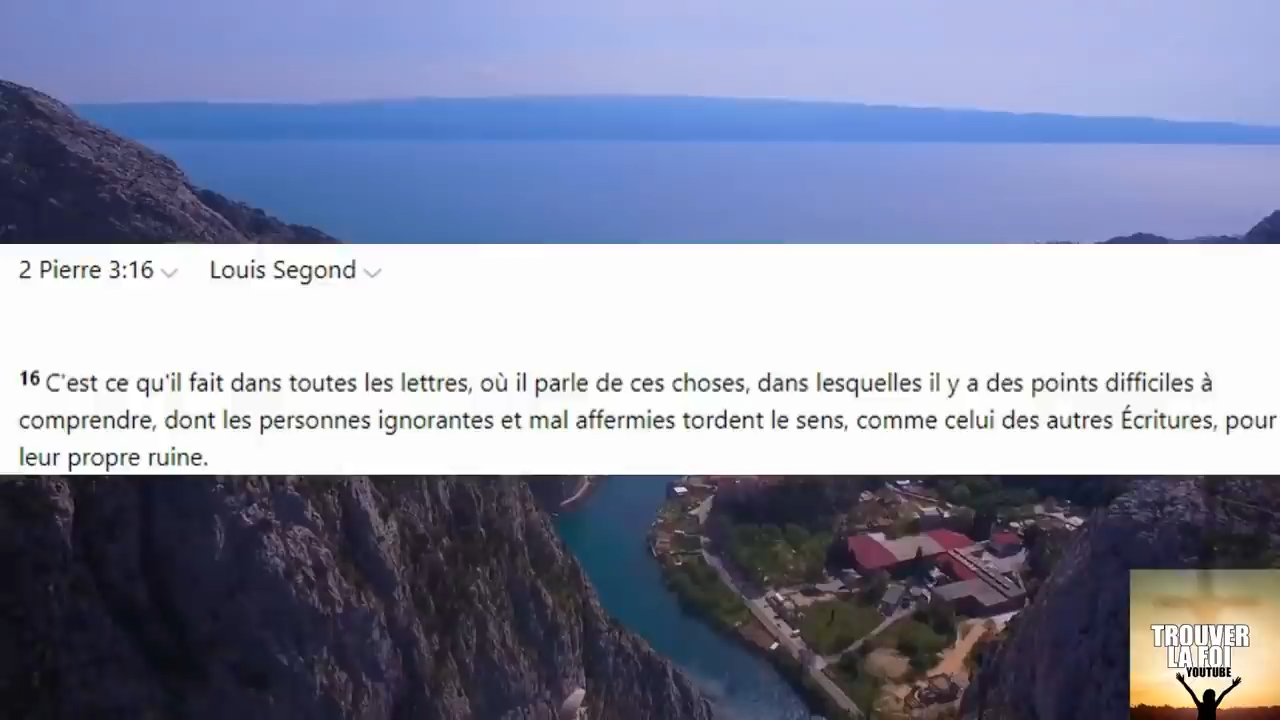 2 Pierre 3:16 Louis Segond
16 C'est ce qu'il fait dans toutes les lettres, où il parle de ces choses, dans lesquelles il y a des points difficiles à
comprendre, dont les personnes ignorantes et mal affermies tordent le sens, comme celui des autres Écritures, pour
leur propre ruine.
TROUVER
LA FOI
YOUTUBE